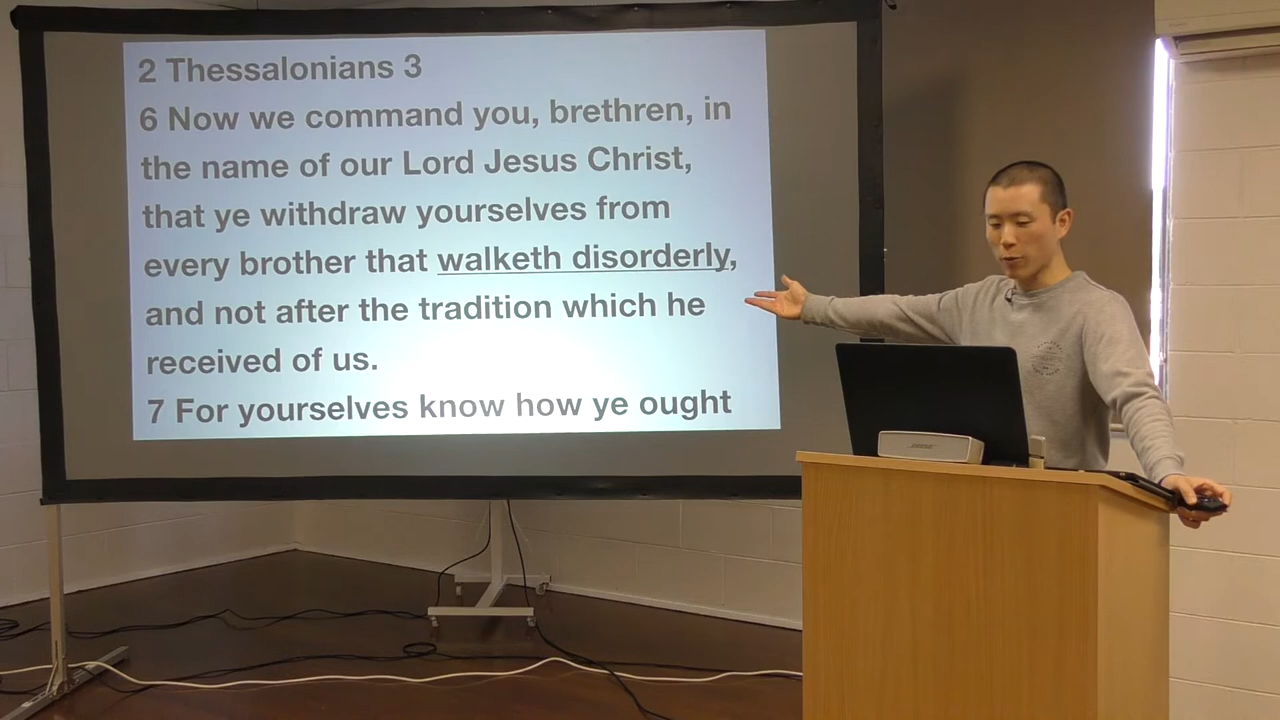 2 Thessalonians 3
6 Now we command you, brethren, in
the name of our Lord Jesus Christ,
that ye withdraw yourselves from
every brother that walketh disorderly,
and not after the tradition which he
received of us.
7 For yourselves know how ye ought